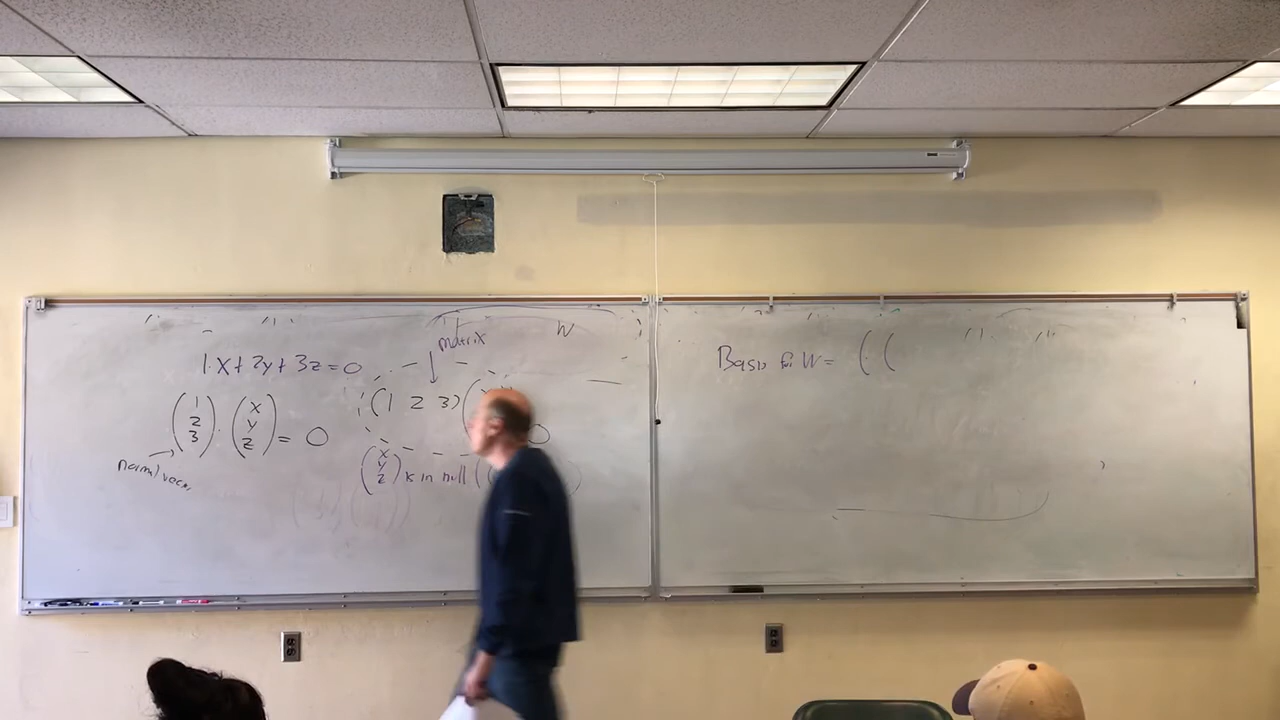 matrix
W
1·x + 2y + 3z = 0
(1 2 3)
(1 2 3) · (x y z) = 0
0
normal vector
(x y z) is in null (
Basis for W = ( (